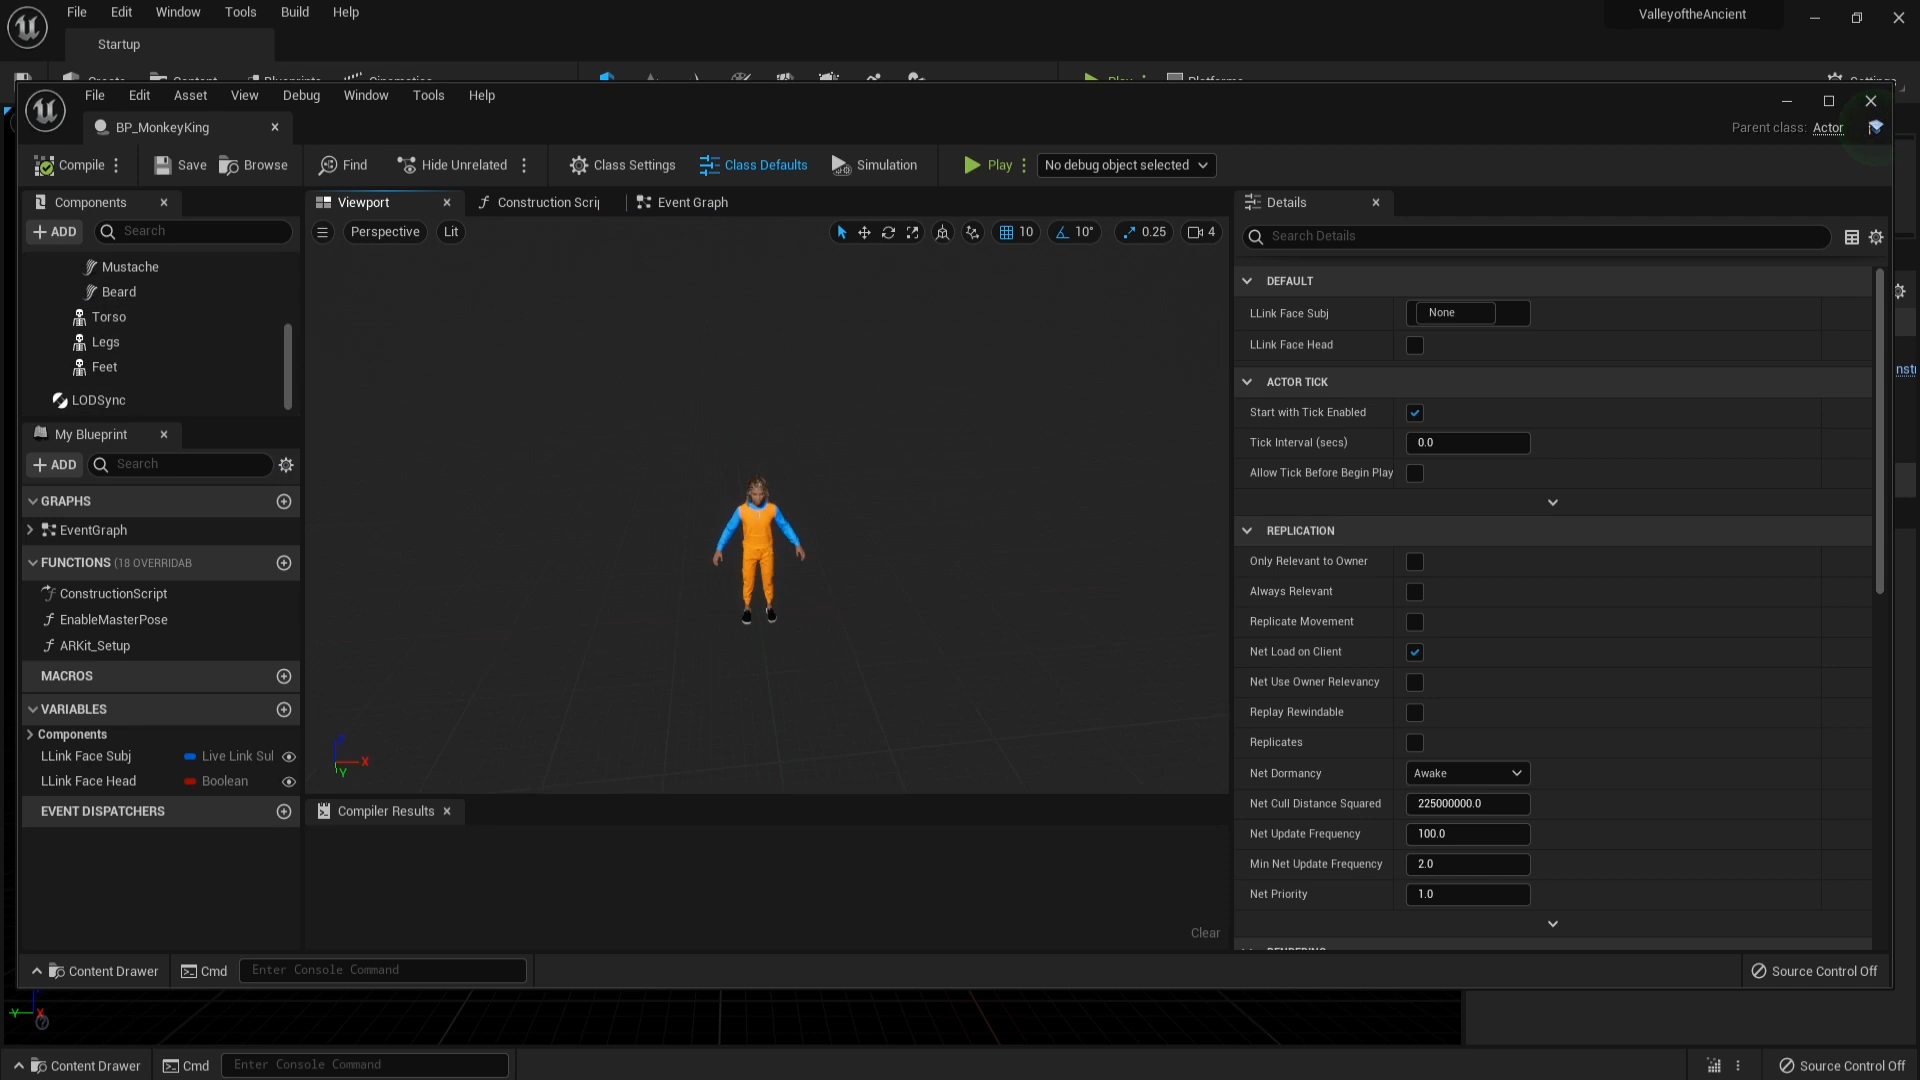 File Edit Window Tools Build Help
ValleyoftheAncient
Startup
Create Content Blueprints Cinematics Play Platforms Settings
File Edit Asset View Debug Window Tools Help
BP_MonkeyKing
Parent class: Actor
Compile Save Browse Find Hide Unrelated Class Settings Class Defaults Simulation Play No debug object selected
Components
ADD Search
Mustache
Beard
Torso
Legs
Feet
LODSync
My Blueprint
ADD Search
GRAPHS
EventGraph
FUNCTIONS (18 OVERRIDAB
ConstructionScript
EnableMasterPose
ARKit_Setup
MACROS
VARIABLES
Components
LLink Face Subj Live Link Sul
LLink Face Head Boolean
EVENT DISPATCHERS
Viewport Construction Scrip Event Graph
Perspective Lit 10 10° 0.25 4
X
Y
Compiler Results
Clear
Details
Search Details
DEFAULT
LLink Face Subj None
LLink Face Head
ACTOR TICK
Start with Tick Enabled
Tick Interval (secs) 0.0
Allow Tick Before Begin Play
REPLICATION
Only Relevant to Owner
Always Relevant
Replicate Movement
Net Load on Client
Net Use Owner Relevancy
Replay Rewindable
Replicates
Net Dormancy Awake
Net Cull Distance Squared 225000000.0
Net Update Frequency 100.0
Min Net Update Frequency 2.0
Net Priority 1.0
RENDERING
nstr
Content Drawer Cmd Enter Console Command Source Control Off
Y X
Content Drawer Cmd Enter Console Command Source Control Off